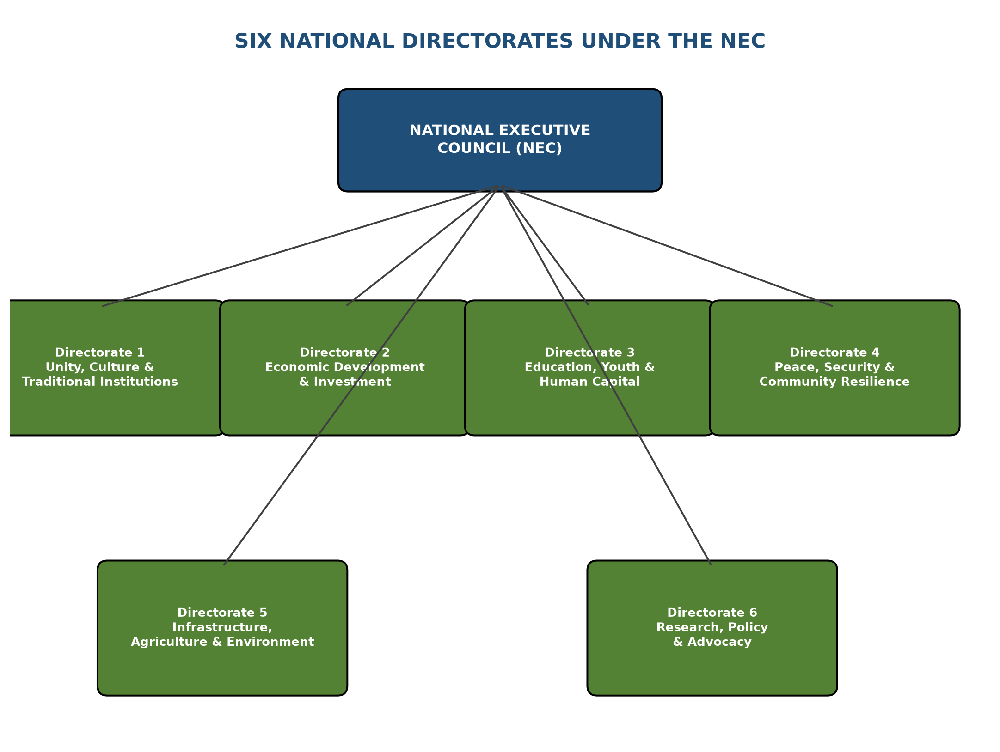 SIX NATIONAL DIRECTORATES UNDER THE NEC
NATIONAL EXECUTIVE
COUNCIL (NEC)
Directorate 1
Unity, Culture &
Traditional Institutions
Directorate 2
Economic Development
& Investment
Directorate 3
Education, Youth &
Human Capital
Directorate 4
Peace, Security &
Community Resilience
Directorate 5
Infrastructure,
Agriculture & Environment
Directorate 6
Research, Policy
& Advocacy